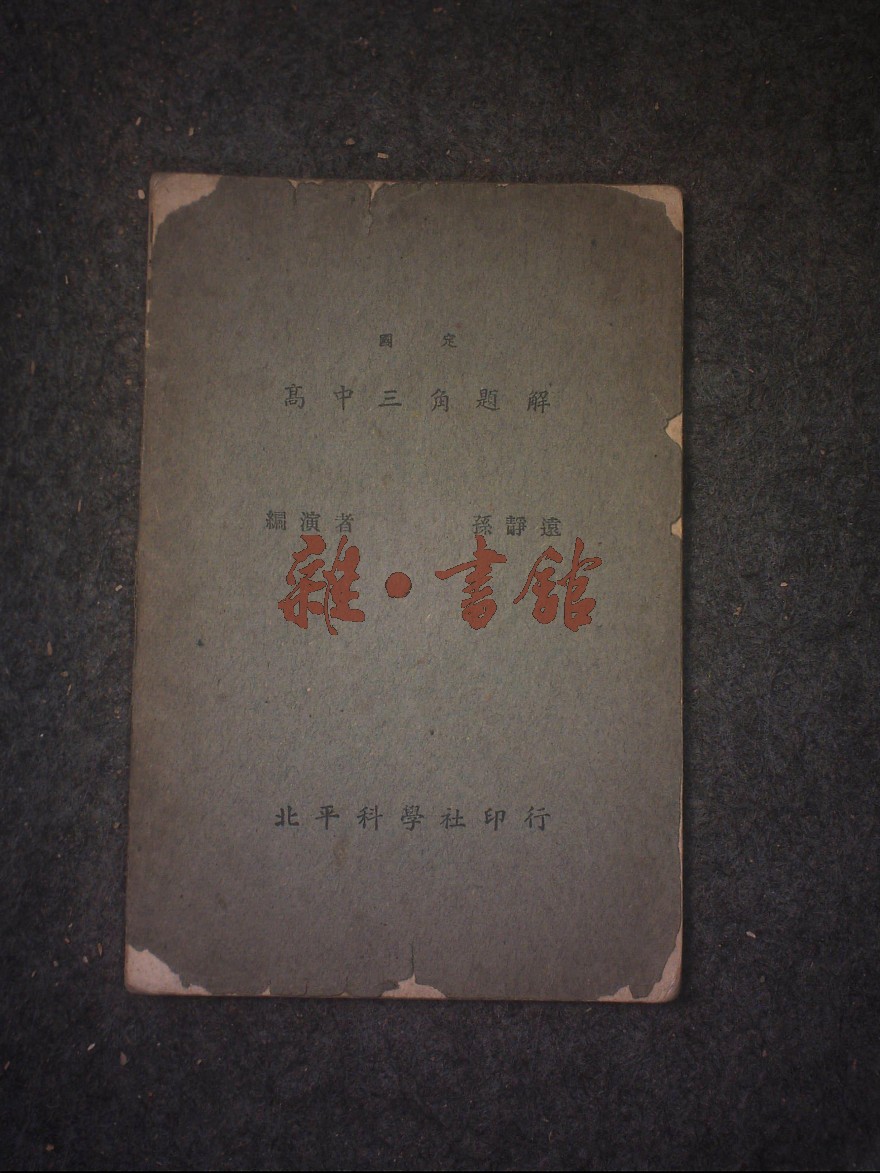 國 定
高中三角題解
編演者 孫靜遠
雜·書館
北平科學社印行